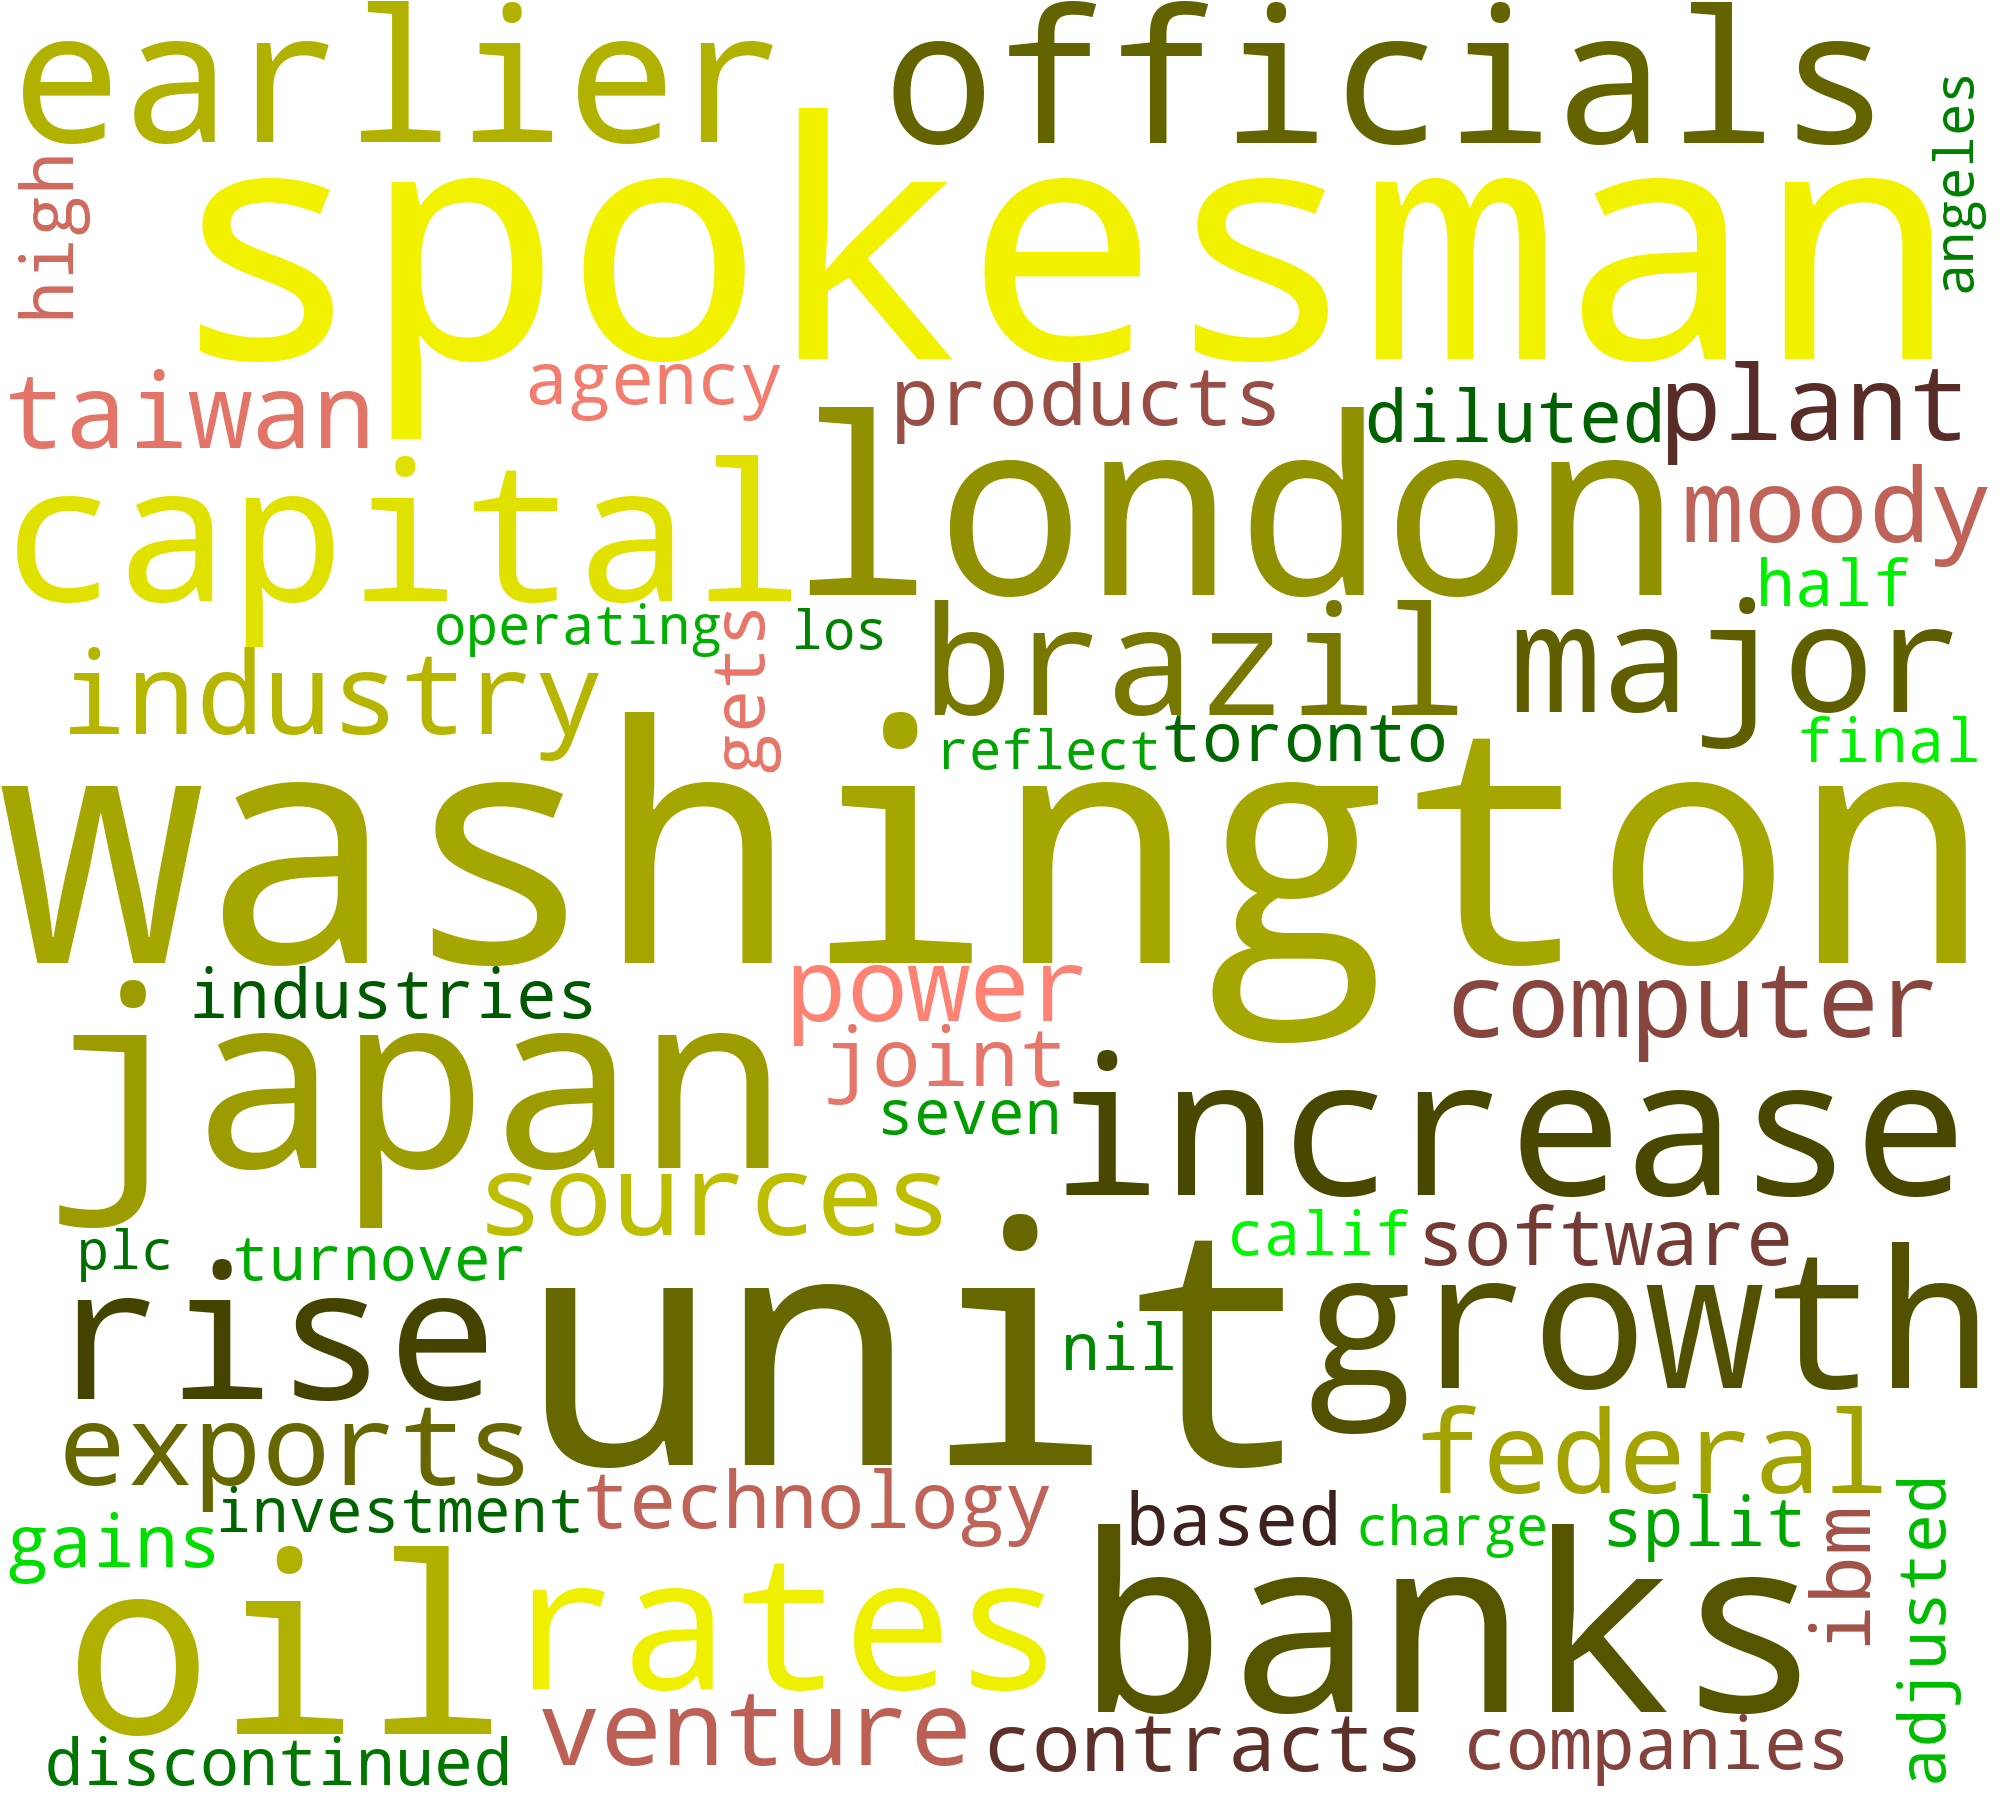 earlier officials
angeles
high
spokesman
taiwan agency products diluted plant
capital london moody
half
operating los brazil major
industry gets
reflect toronto final
washington
industries power computer
japan joint
seven increase
sources
plc turnover calif software
rise unit nil growth
exports federal
investment technology
gains based charge split ibm adjusted
oil rates banks
venture
discontinued contracts companies